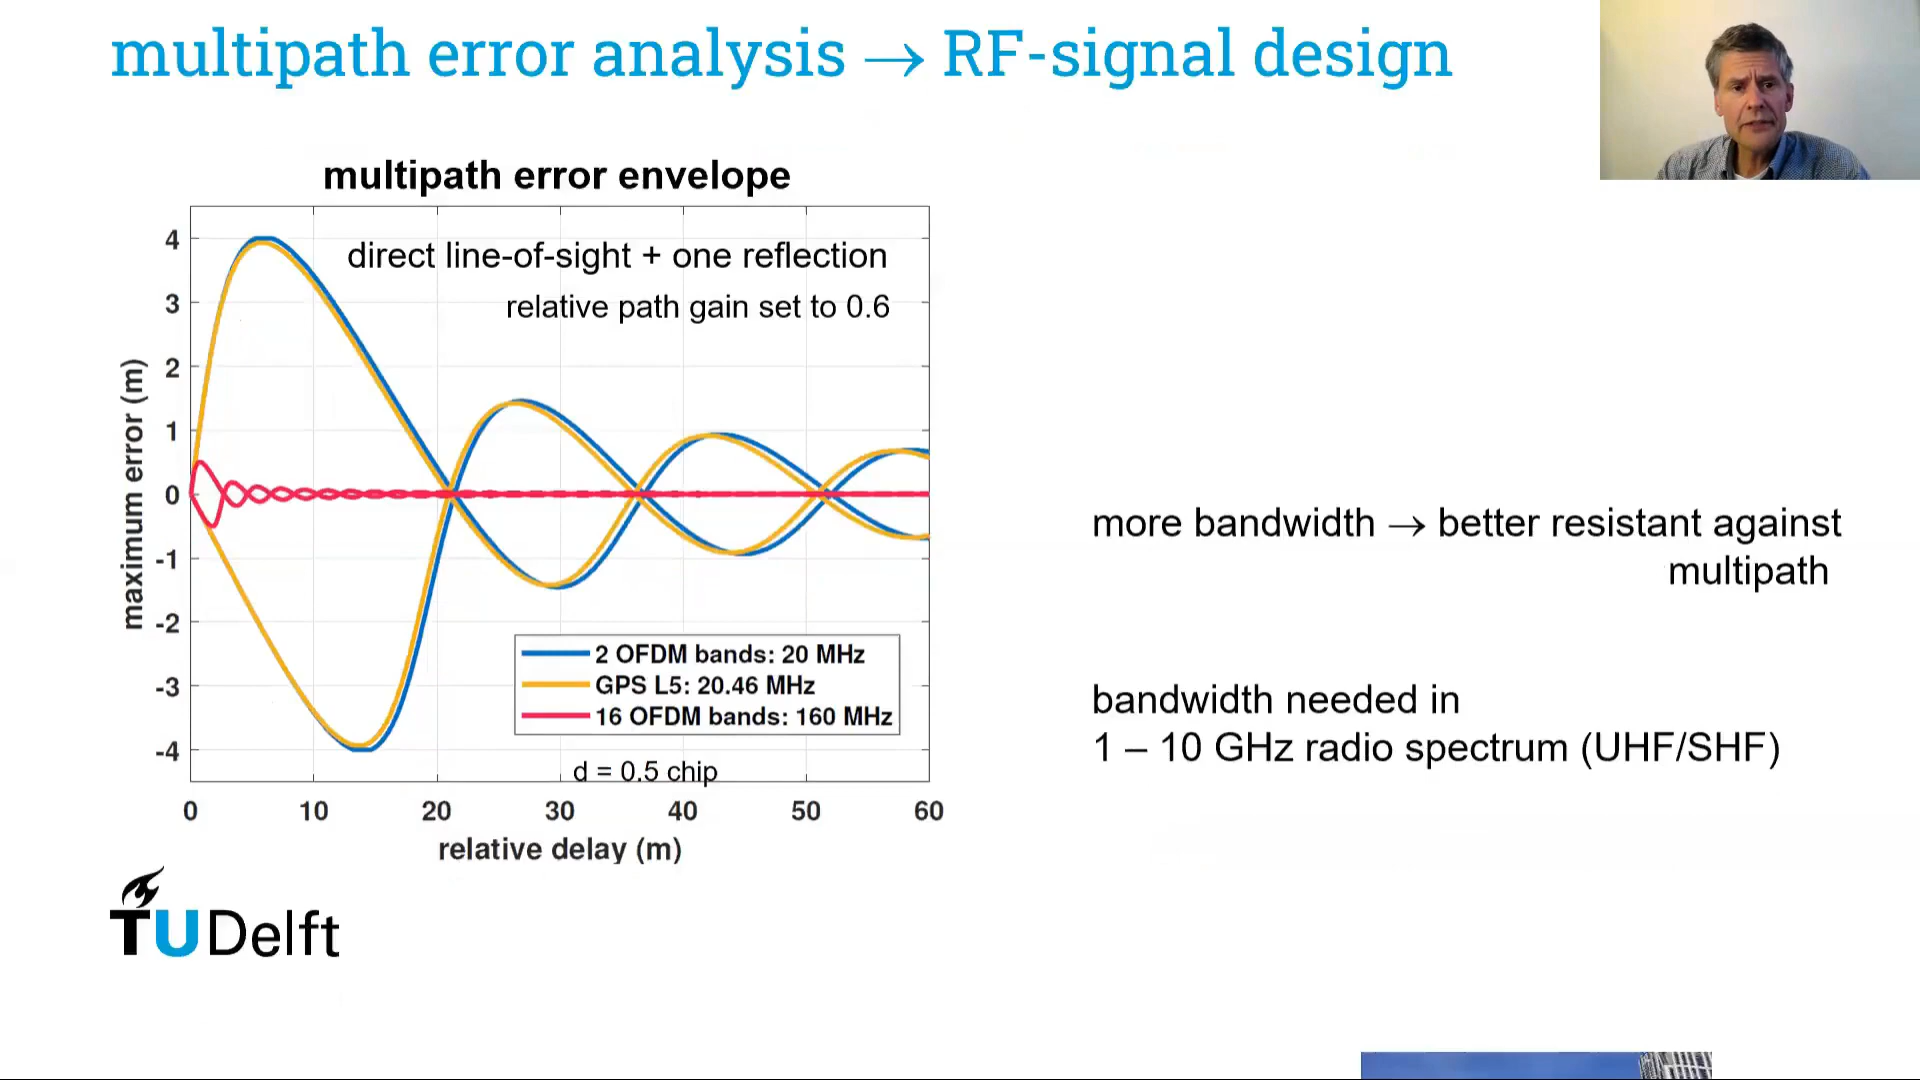 multipath error analysis → RF-signal design
multipath error envelope
direct line-of-sight + one reflection
relative path gain set to 0.6
maximum error (m)
4
3
2
1
0
-1
-2
-3
-4
2 OFDM bands: 20 MHz
GPS L5: 20.46 MHz
16 OFDM bands: 160 MHz
d = 0.5 chip
0 10 20 30 40 50 60
relative delay (m)
more bandwidth → better resistant against
multipath
bandwidth needed in
1 – 10 GHz radio spectrum (UHF/SHF)
TUDelft